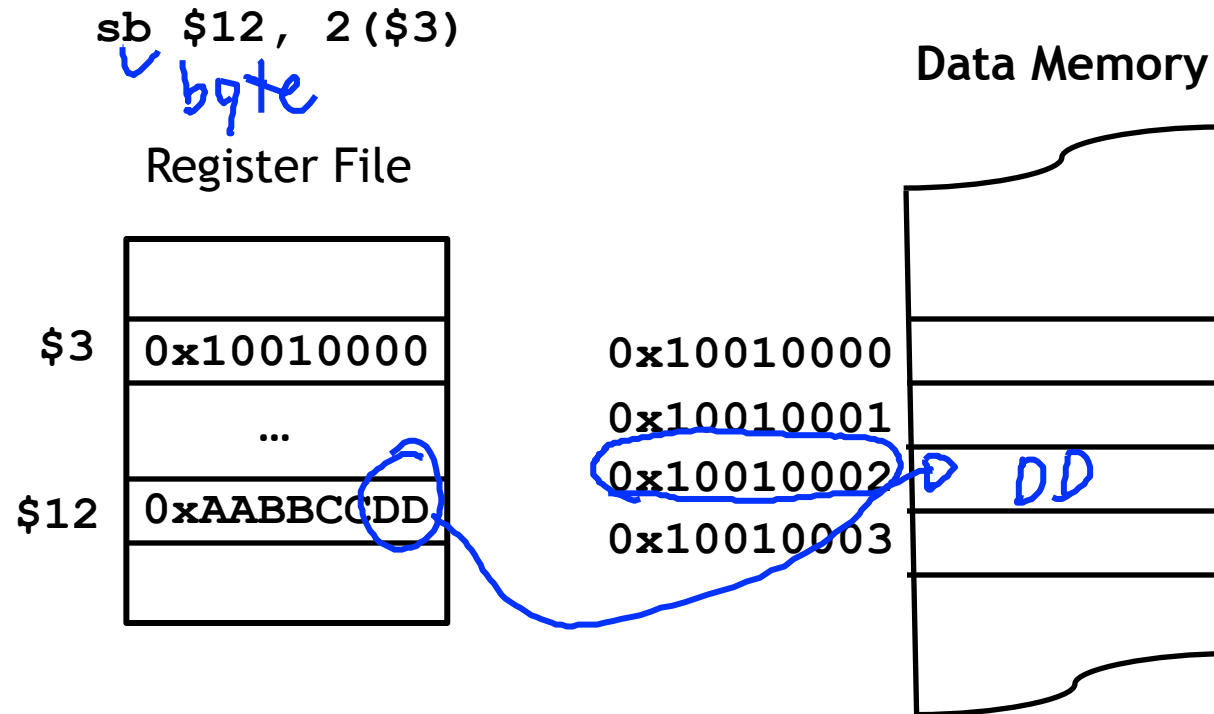 sb $12, 2($3)
byte
Data Memory
Register File
$3 0x10010000
0x10010000
…
0x10010001
0x10010002 DD
$12 0xAABBCCDD
0x10010003